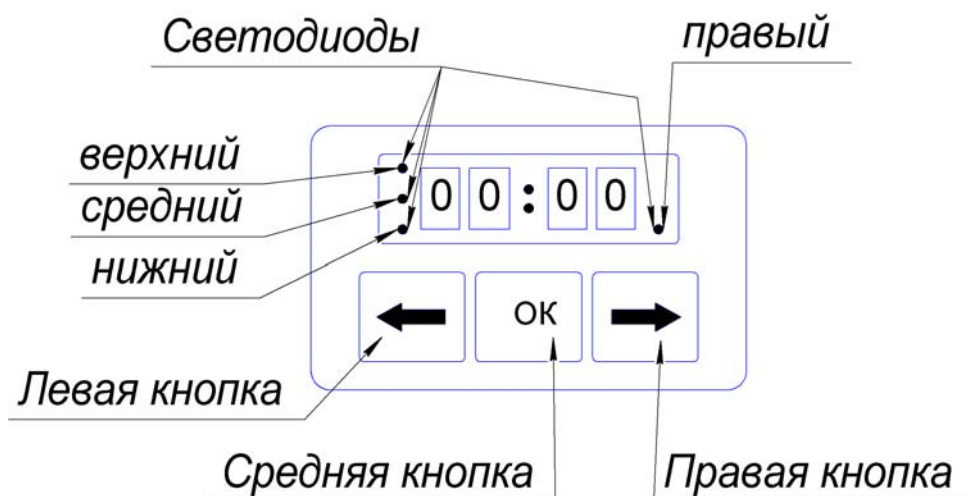 Светодиоды правый
верхний
средний
нижний
00:00
ОК
Левая кнопка
Средняя кнопка Правая кнопка